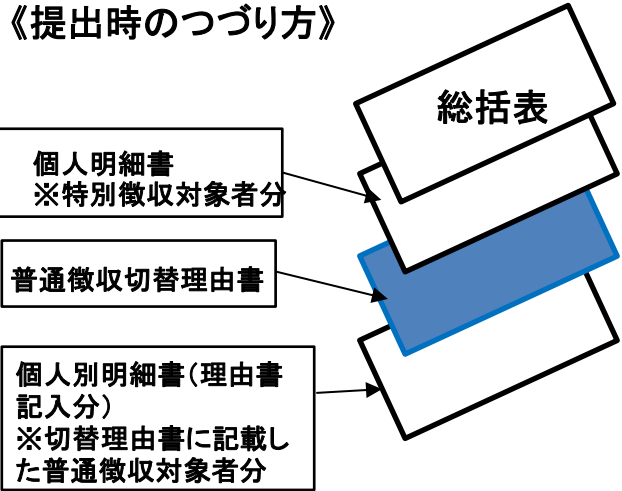 《提出時のつづり方》
総括表
個人明細書
※特別徴収対象者分
普通徴収切替理由書
個人別明細書(理由書
記入分)
※切替理由書に記載し
た普通徴収対象者分